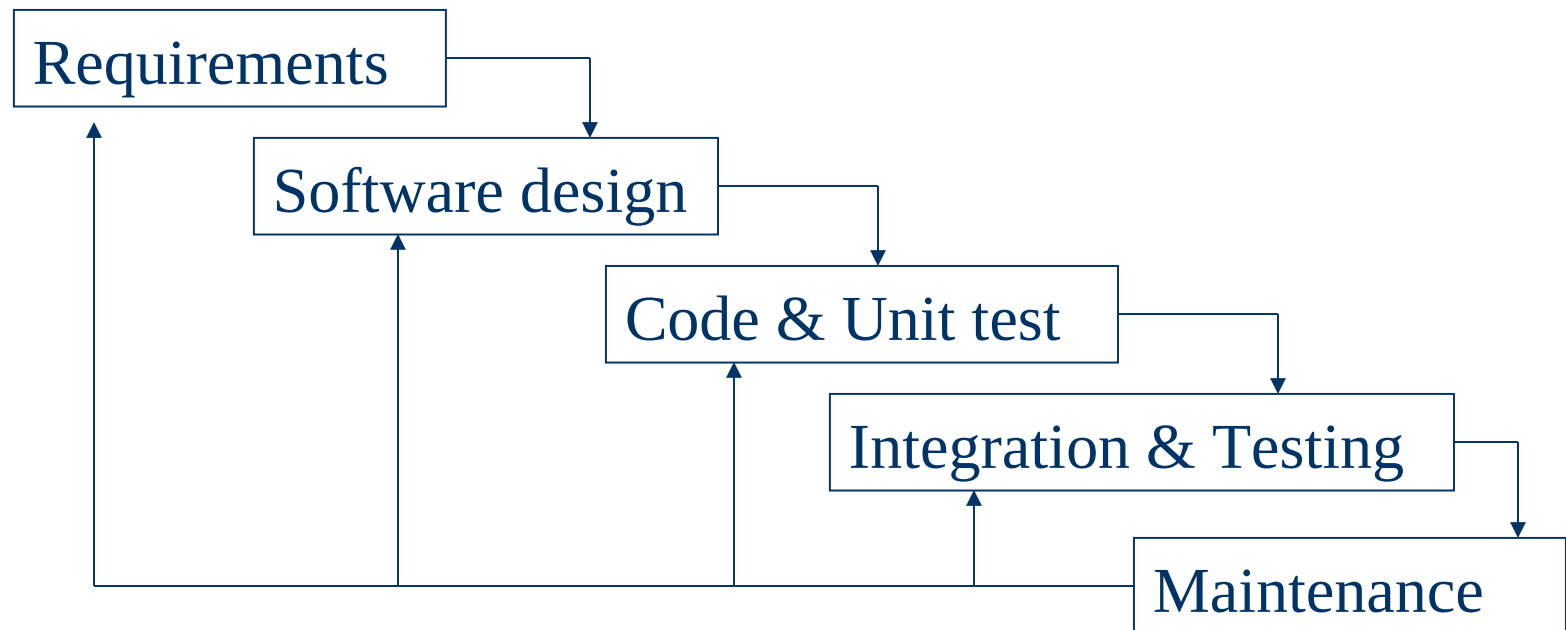 Requirements
Software design
Code & Unit test
Integration & Testing
Maintenance